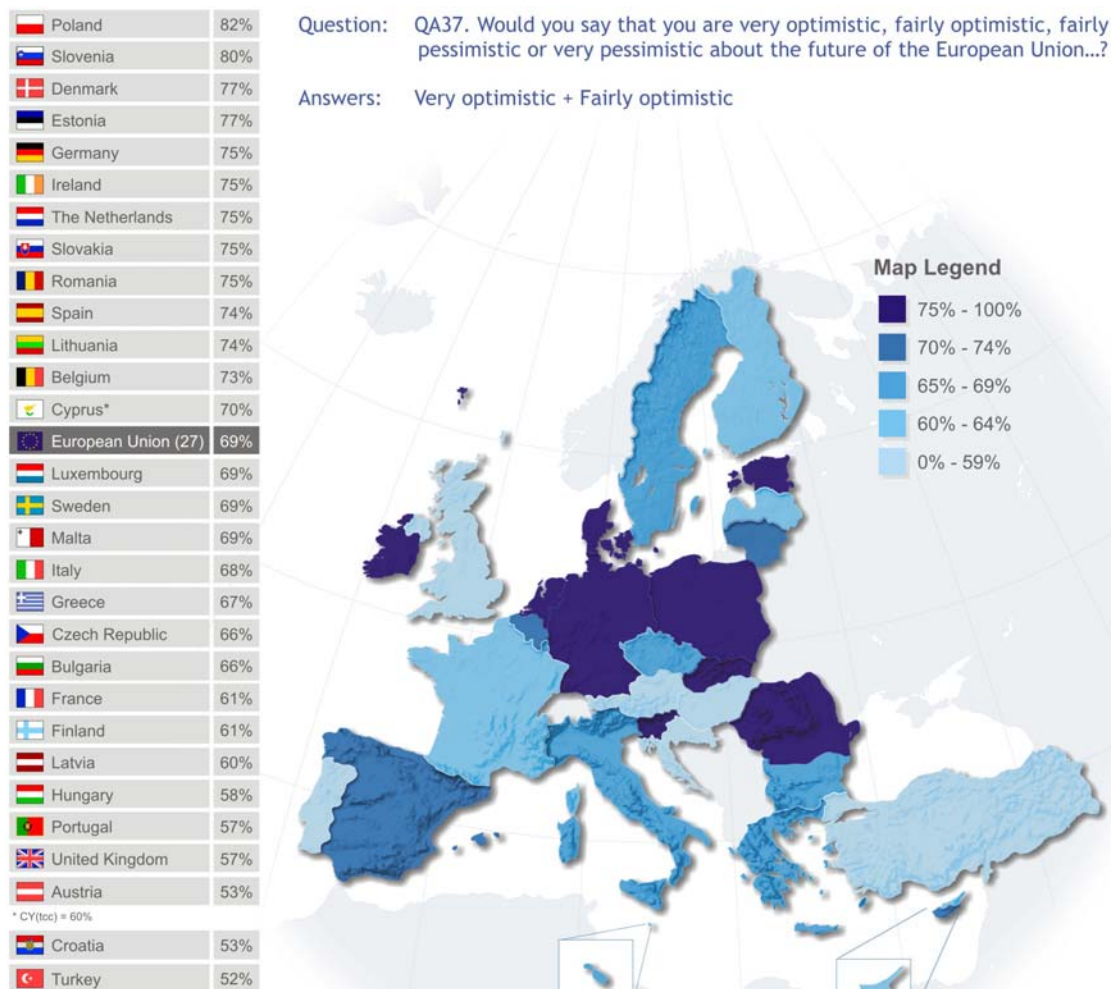 Question: QA37. Would you say that you are very optimistic, fairly optimistic, fairly
pessimistic or very pessimistic about the future of the European Union...?
Answers: Very optimistic + Fairly optimistic
Poland 82%
Slovenia 80%
Denmark 77%
Estonia 77%
Germany 75%
Ireland 75%
The Netherlands 75%
Slovakia 75%
Romania 75%
Spain 74%
Lithuania 74%
Belgium 73%
Cyprus* 70%
European Union (27) 69%
Luxembourg 69%
Sweden 69%
Malta 69%
Italy 68%
Greece 67%
Czech Republic 66%
Bulgaria 66%
France 61%
Finland 61%
Latvia 60%
Hungary 58%
Portugal 57%
United Kingdom 57%
Austria 53%
* CY(tcc) = 60%
Croatia 53%
Turkey 52%
Map Legend
75% - 100%
70% - 74%
65% - 69%
60% - 64%
0% - 59%